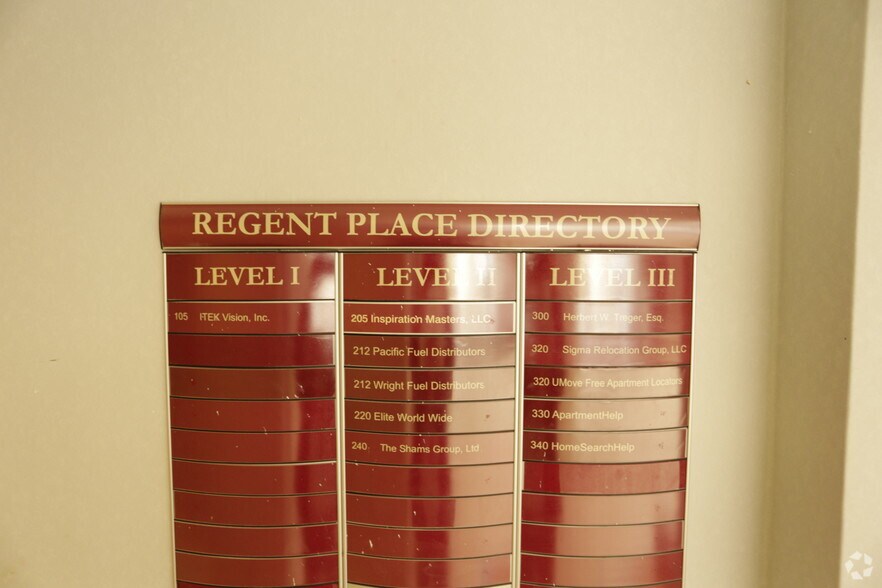 REGENT PLACE DIRECTORY
LEVEL I
105 ITEK Vision, Inc.
LEVEL II
205 Inspiration Masters, LLC
212 Pacific Fuel Distributors
212 Wright Fuel Distributors
220 Elite World Wide
240 The Shams Group, Ltd
LEVEL III
300 Herbert W. Treger, Esq.
320 Sigma Relocation Group, LLC
320 UMove Free Apartment Locators
330 ApartmentHelp
340 HomeSearchHelp